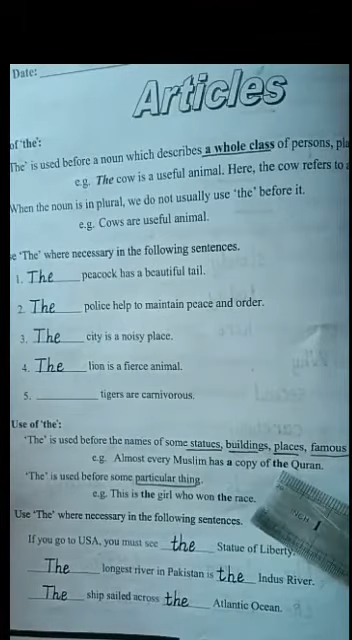 Date:
Articles
of 'the':
The' is used before a noun which describes a whole class of persons,
e.g. The cow is a useful animal. Here, the cow refers to
When the noun is in plural, we do not usually use 'the' before it.
e.g. Cows are useful animal.
'The' where necessary in the following sentences.
1. The peacock has a beautiful tail.
2. The police help to maintain peace and order.
3. The city is a noisy place.
4. The lion is a fierce animal.
5. ________ tigers are carnivorous.
Use of 'the':
'The' is used before the names of some statues, buildings, places, famous
e.g. Almost every Muslim has a copy of the Quran.
'The' is used before some particular thing.
e.g. This is the girl who won the race.
Use 'The' where necessary in the following sentences.
If you go to USA, you must see the Statue of Liberty.
The longest river in Pakistan is the Indus River.
The ship sailed across the Atlantic Ocean.